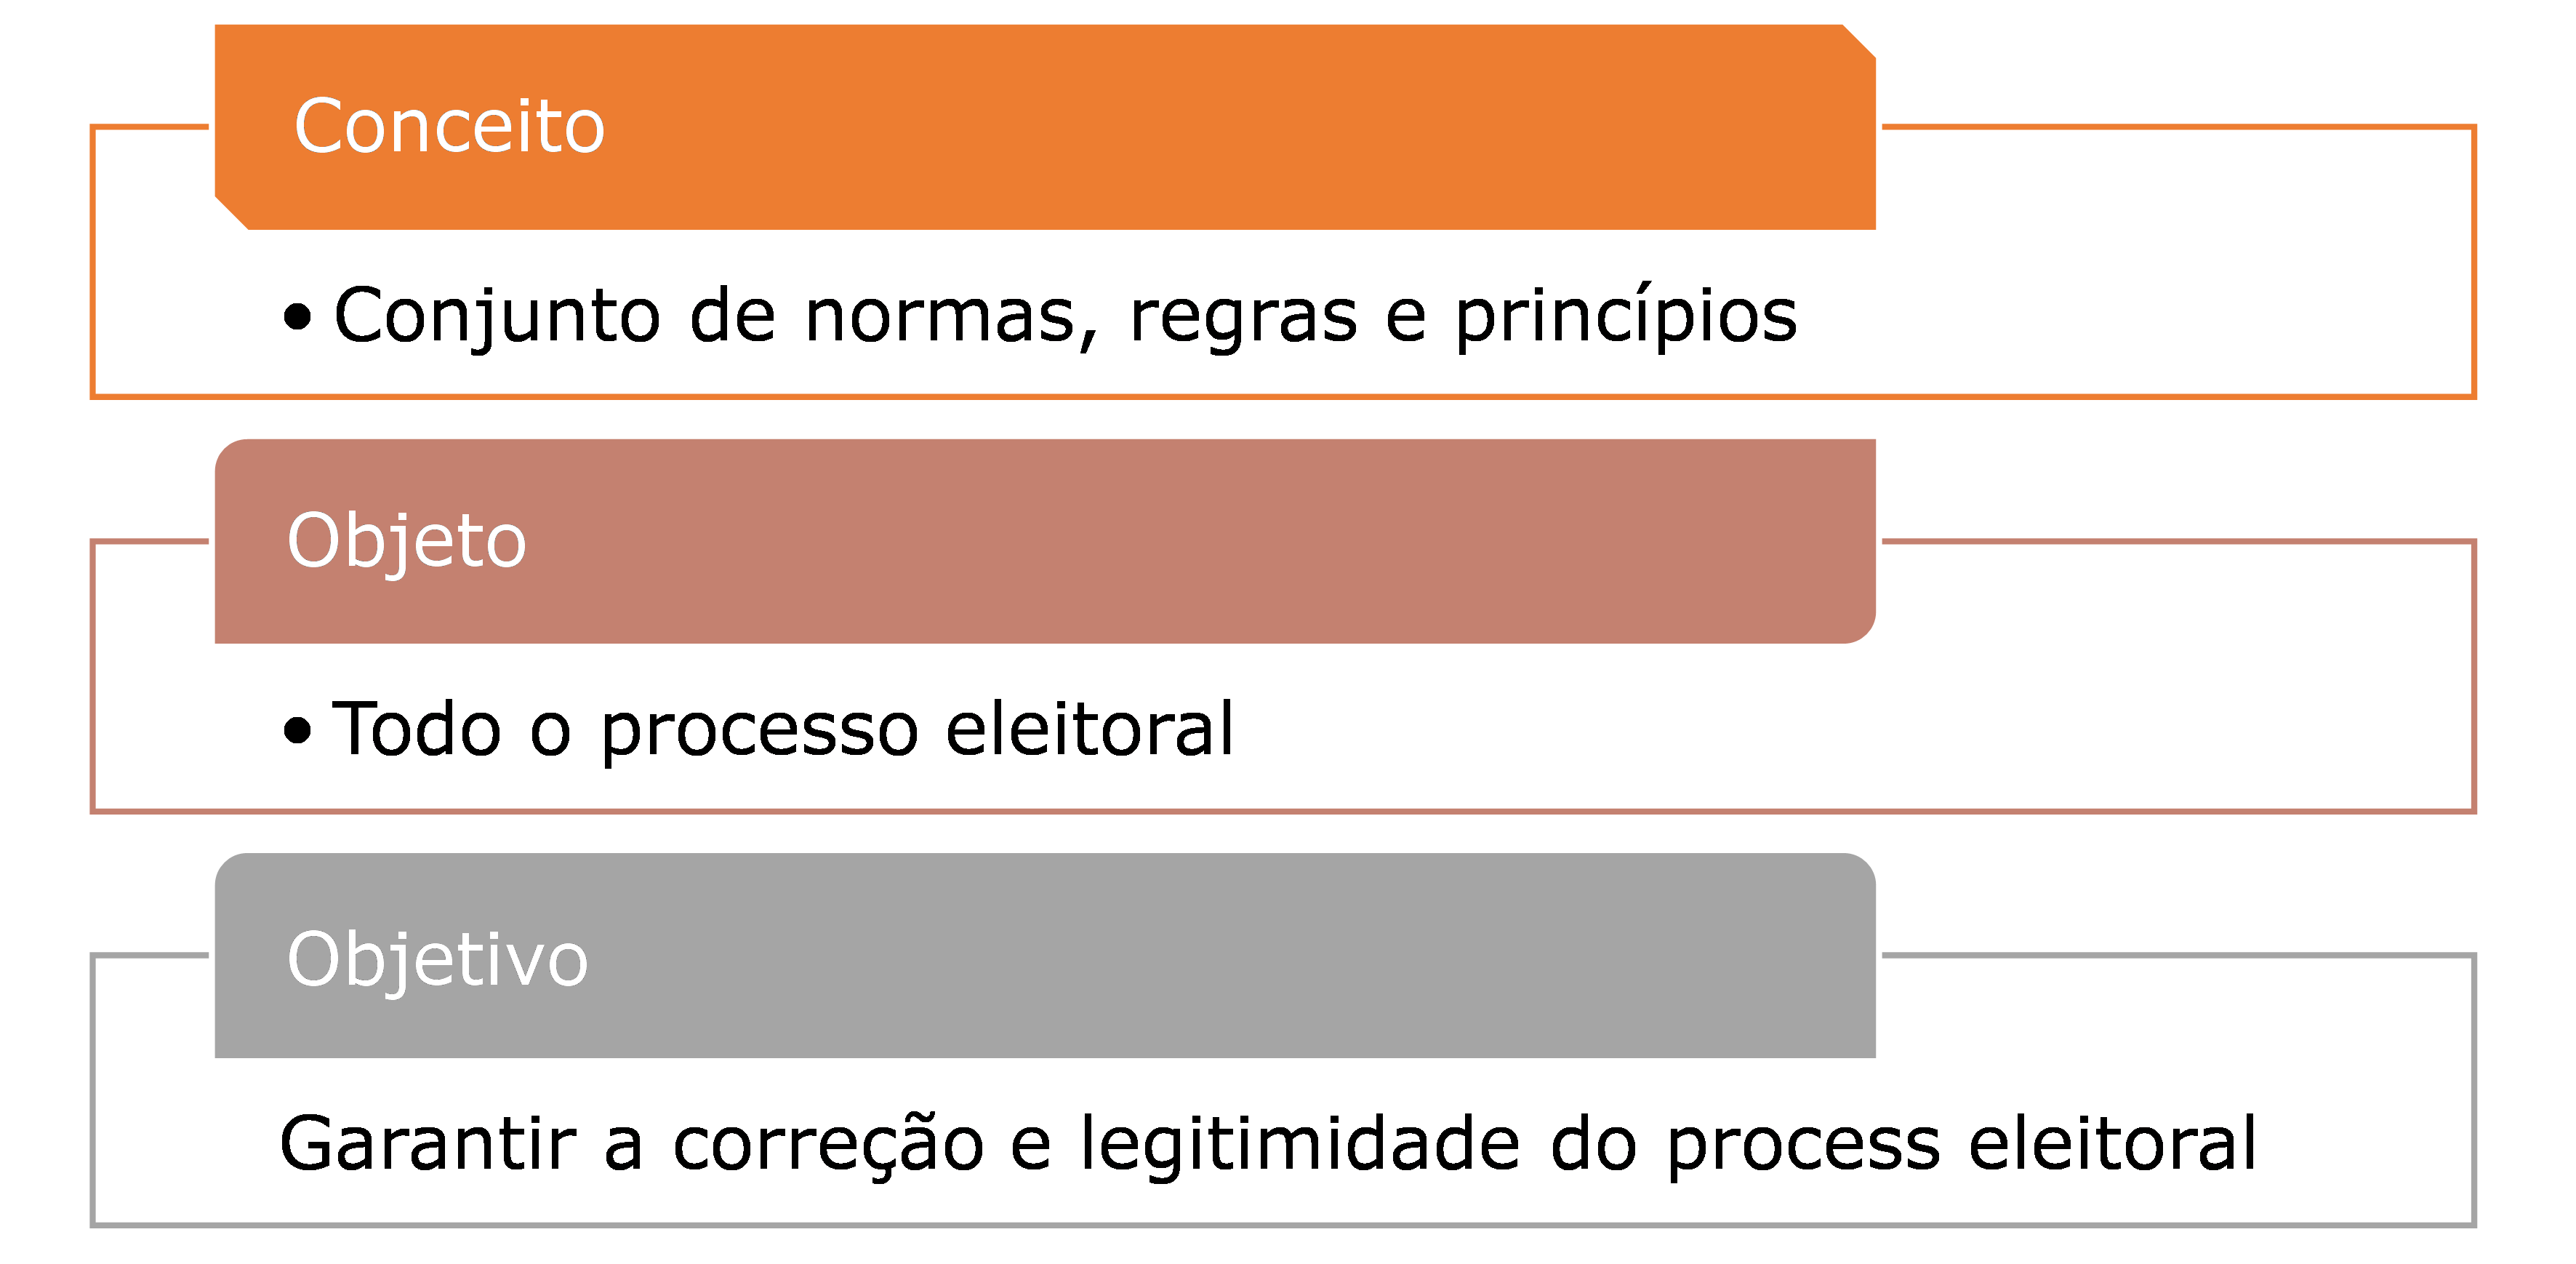 Conceito
• Conjunto de normas, regras e princípios
Objeto
• Todo o processo eleitoral
Objetivo
Garantir a correção e legitimidade do process eleitoral